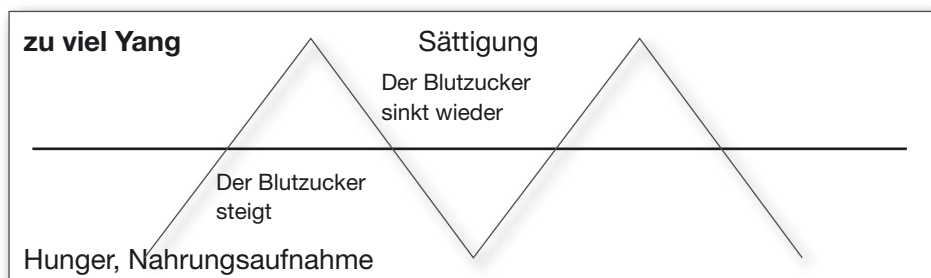 zu viel Yang
Sättigung
Der Blutzucker
sinkt wieder
Der Blutzucker
steigt
Hunger, Nahrungsaufnahme